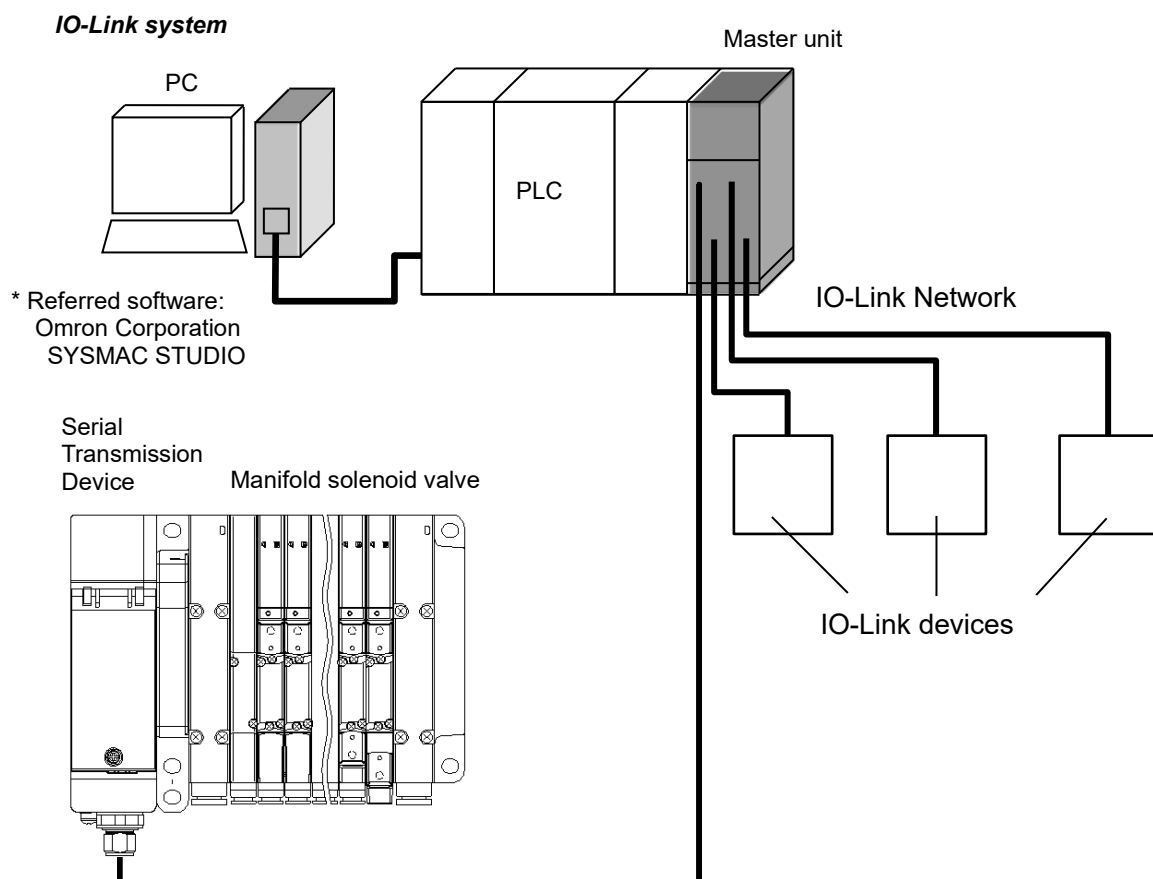 IO-Link system
Master unit
PC
PLC
* Referred software:
Omron Corporation
SYSMAC STUDIO
IO-Link Network
Serial
Transmission
Device
Manifold solenoid valve
IO-Link devices